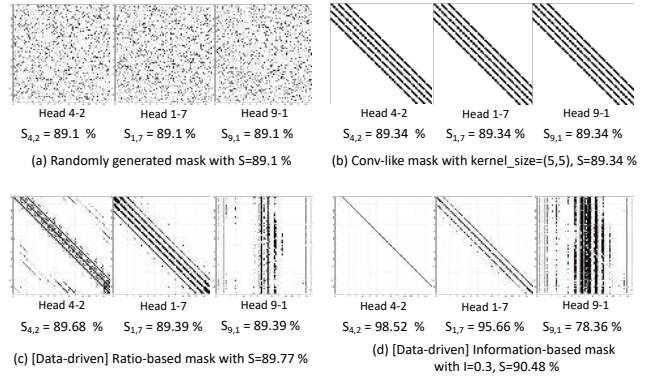 Head 4-2 Head 1-7 Head 9-1
S4,2 = 89.1 % S1,7 = 89.1 % S9,1 = 89.1 %
(a) Randomly generated mask with S=89.1 %
Head 4-2 Head 1-7 Head 9-1
S4,2 = 89.34 % S1,7 = 89.34 % S9,1 = 89.34 %
(b) Conv-like mask with kernel_size=(5,5), S=89.34 %
Head 4-2 Head 1-7 Head 9-1
S4,2 = 89.68 % S1,7 = 89.39 % S9,1 = 89.39 %
(c) [Data-driven] Ratio-based mask with S=89.77 %
Head 4-2 Head 1-7 Head 9-1
S4,2 = 98.52 % S1,7 = 95.66 % S9,1 = 78.36 %
(d) [Data-driven] Information-based mask
with I=0.3, S=90.48 %